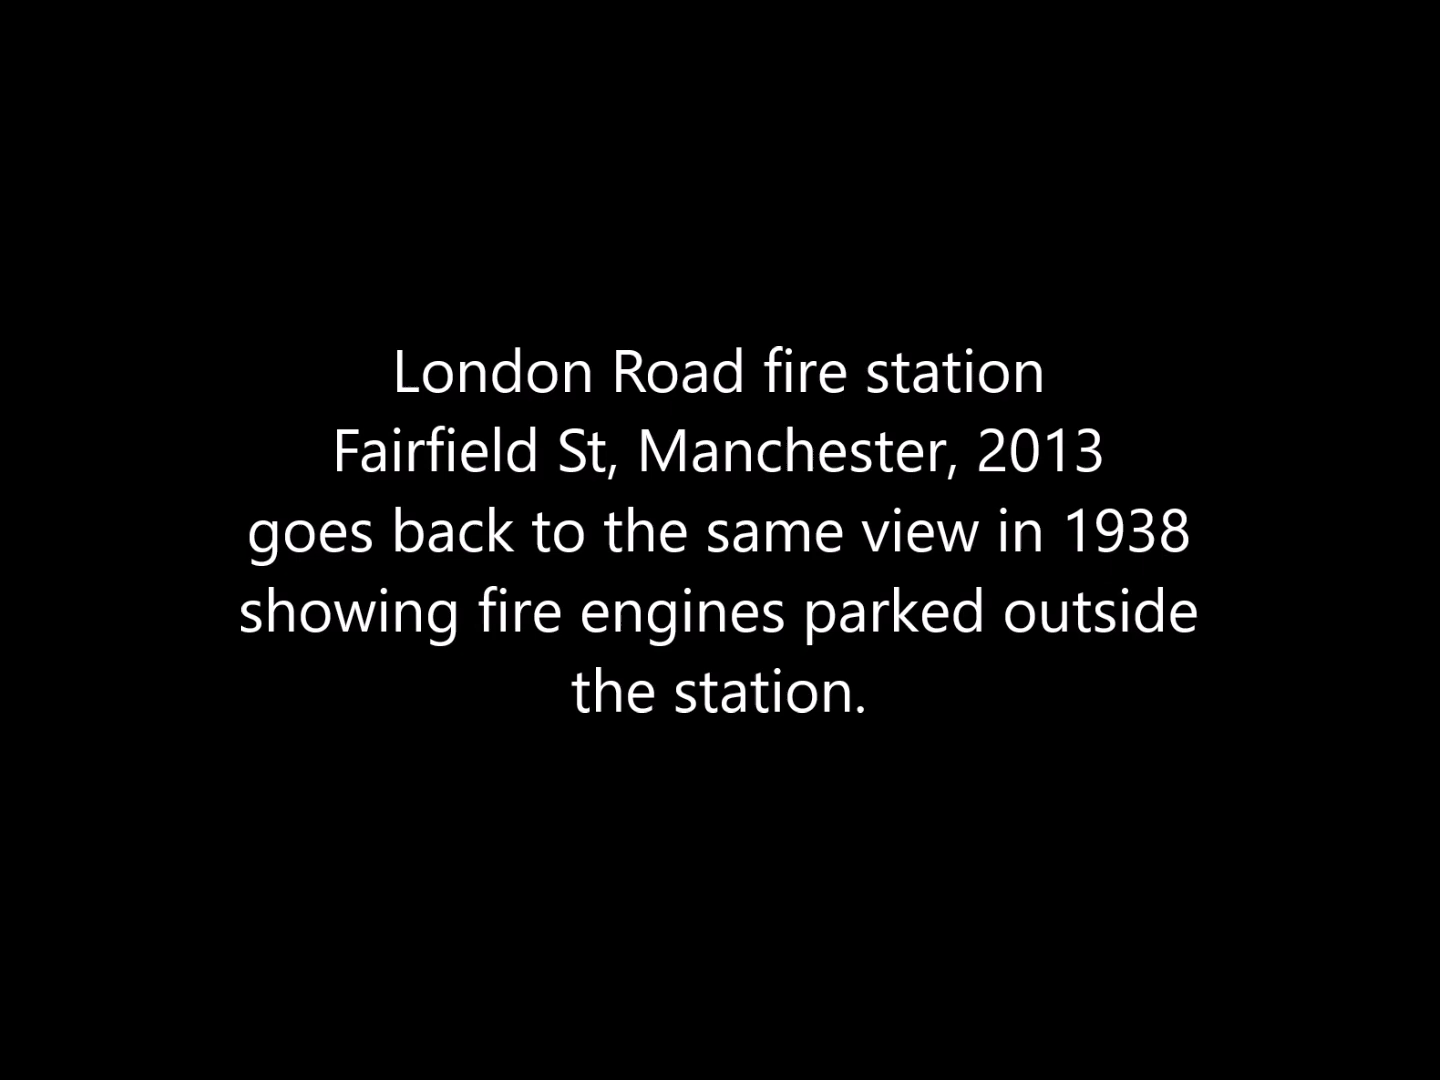 London Road fire station
Fairfield St, Manchester, 2013
goes back to the same view in 1938
showing fire engines parked outside
the station.